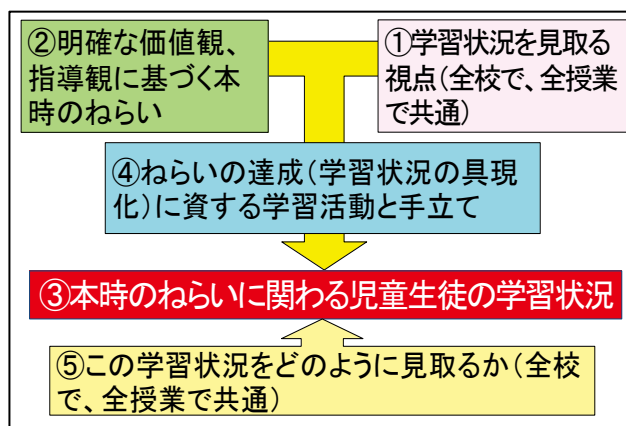 ②明確な価値観、
指導観に基づく本
時のねらい
①学習状況を見取る
視点(全校で、全授業
で共通)
④ねらいの達成(学習状況の具現
化)に資する学習活動と手立て
③本時のねらいに関わる児童生徒の学習状況
⑤この学習状況をどのように見取るか(全校
で、全授業で共通)